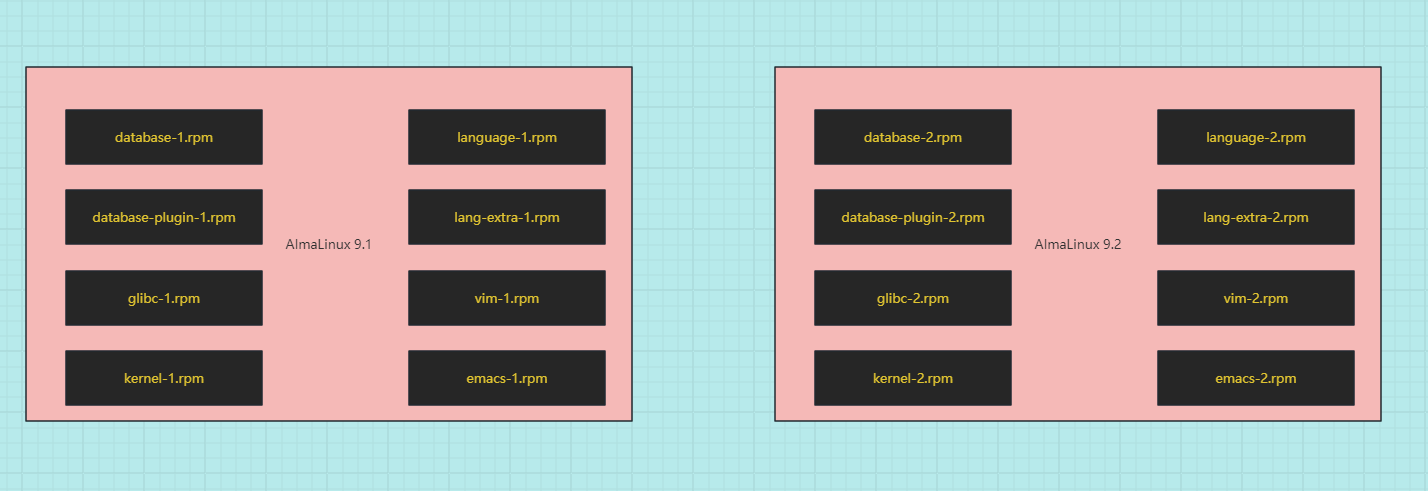 database-1.rpm
language-1.rpm
database-plugin-1.rpm
lang-extra-1.rpm
AlmaLinux 9.1
glibc-1.rpm
vim-1.rpm
kernel-1.rpm
emacs-1.rpm
database-2.rpm
language-2.rpm
database-plugin-2.rpm
lang-extra-2.rpm
AlmaLinux 9.2
glibc-2.rpm
vim-2.rpm
kernel-2.rpm
emacs-2.rpm